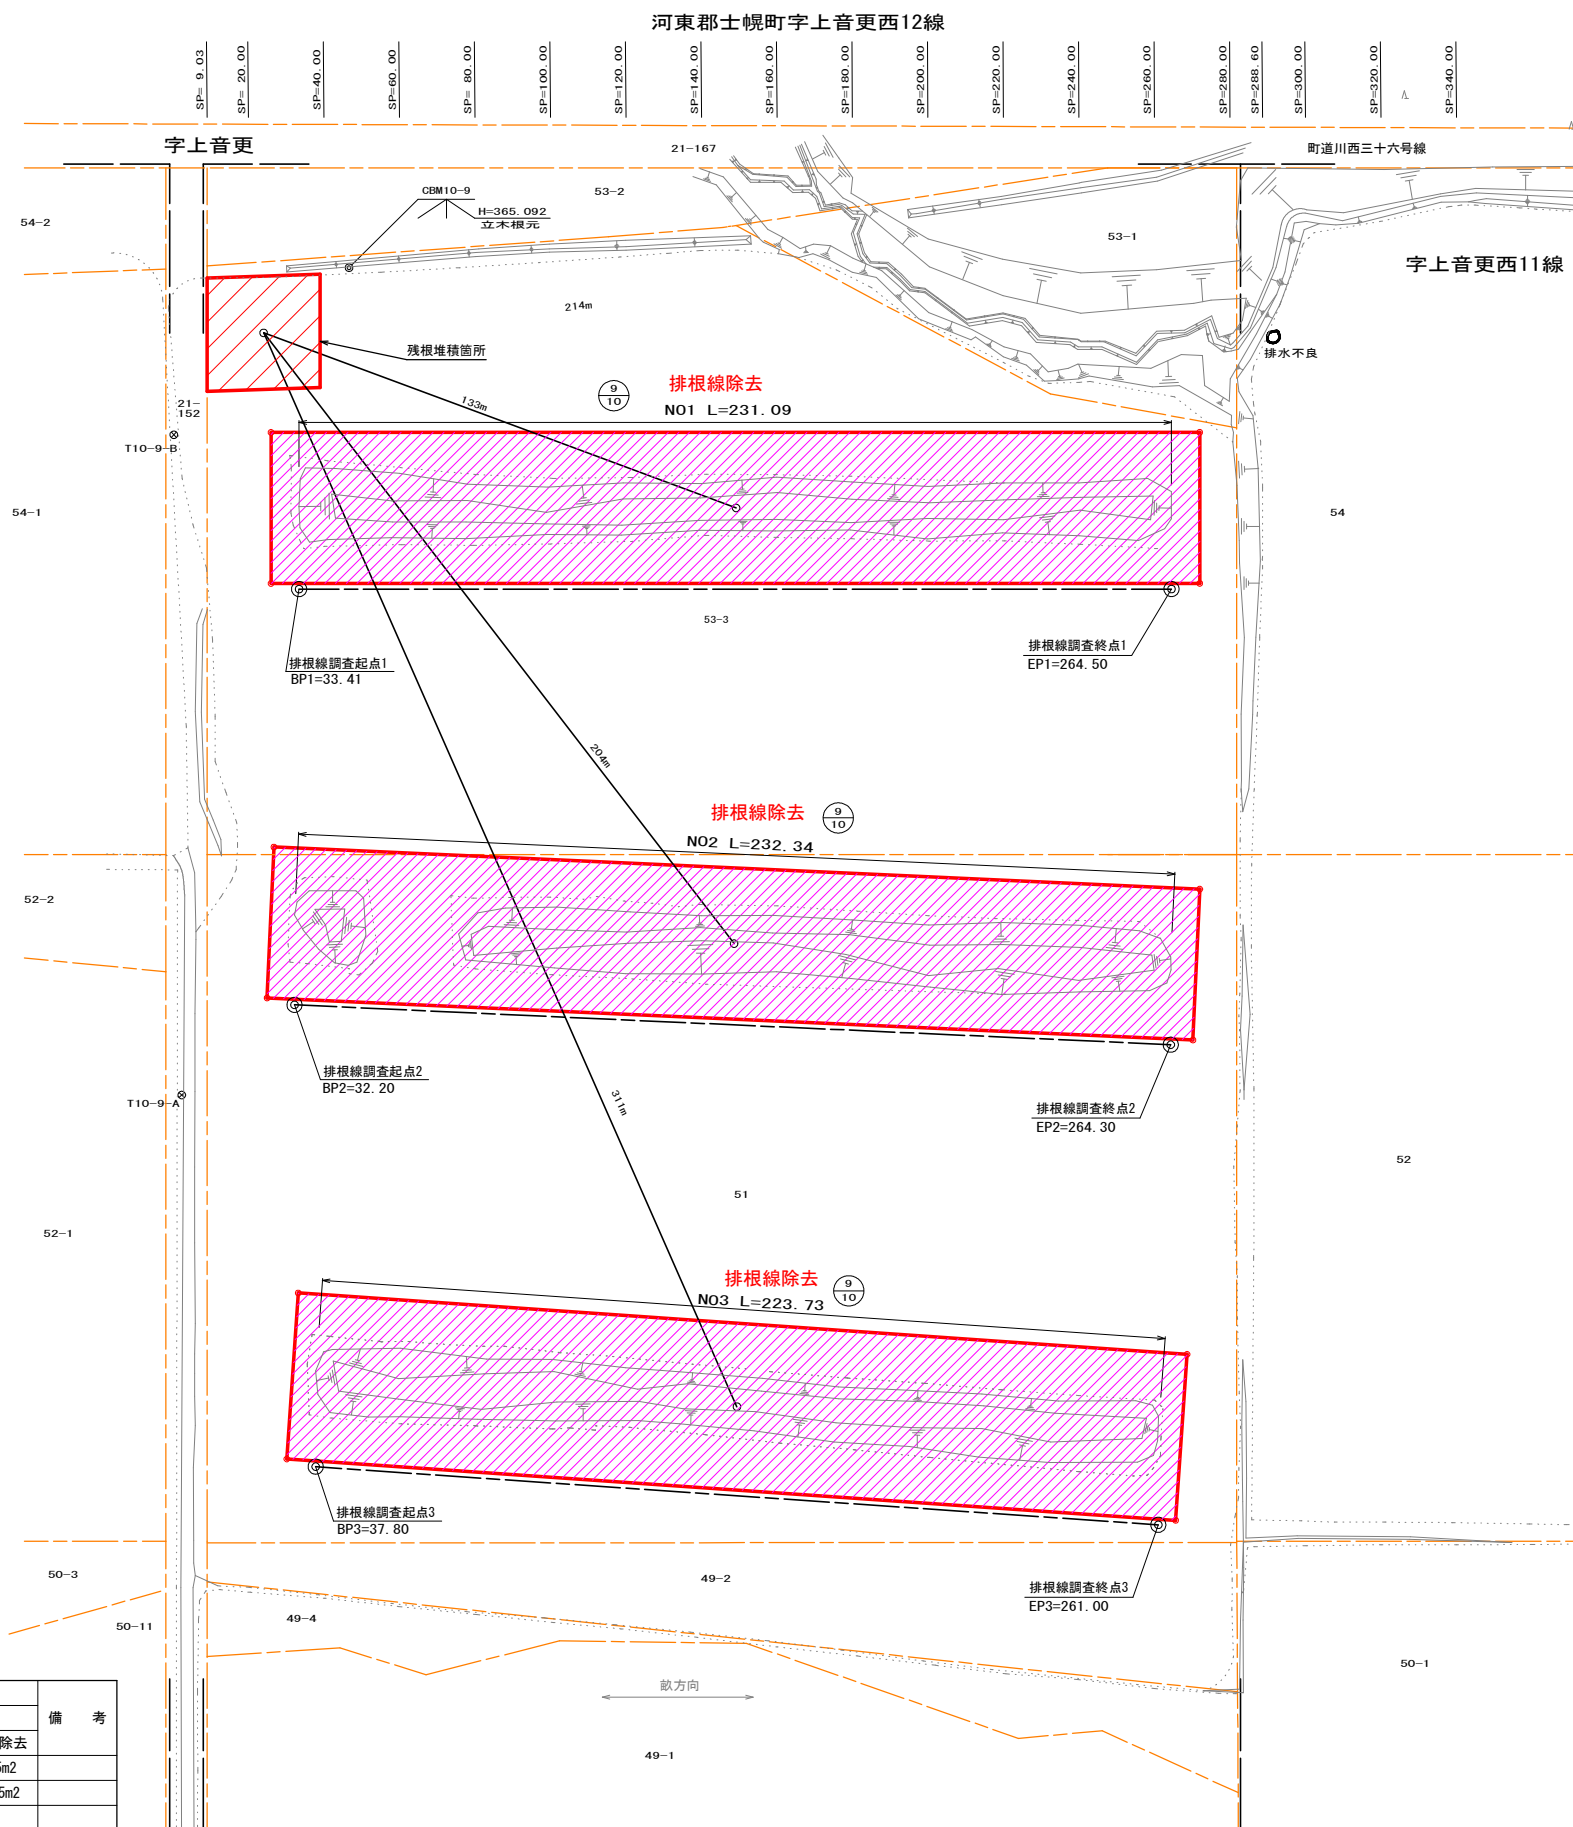 河東郡士幌町字上音更西12線
SP= 9.03
SP= 20.00
SP=40.00
SP=60.00
SP= 80.00
SP=100.00
SP=120.00
SP=140.00
SP=160.00
SP=180.00
SP=200.00
SP=220.00
SP=240.00
SP=260.00
SP=280.00
SP=288.60
SP=300.00
SP=320.00
SP=340.00
字上音更
21-167
町道川西三十六号線
CBM10-9
H=365.092
立木根元
53-2
54-2
53-1
字上音更西11線
214m
残根堆積箇所
排水不良
9
10
排根線除去
NO1 L=231.09
133m
21-
152
T10-9-B
54-1
54
53-3
排根線調査起点1
BP1=33.41
排根線調査終点1
EP1=264.50
204m
排根線除去
9
10
NO2 L=232.34
52-2
排根線調査起点2
BP2=32.20
T10-9-A
311m
排根線調査終点2
EP2=264.30
52
51
52-1
排根線除去
9
10
NO3 L=223.73
排根線調査起点3
BP3=37.80
50-3
49-2
排根線調査終点3
EP3=261.00
50-11
49-4
50-1
畝方向
備 考
除去
m2
5m2
49-1